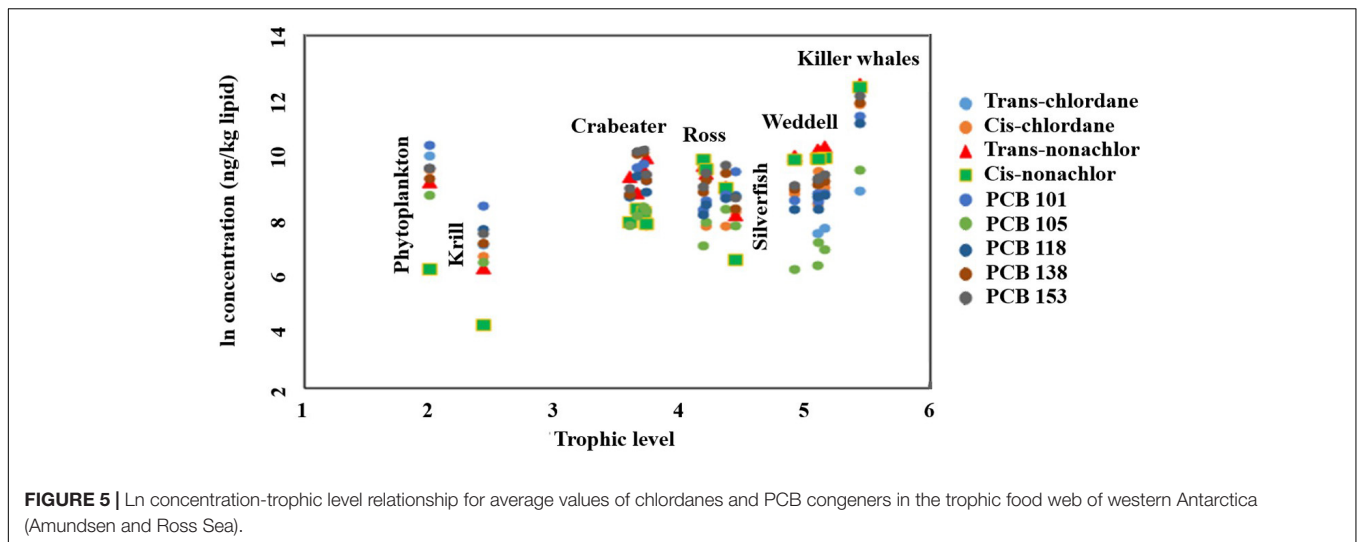 14
12
10
8
6
4
2
ln concentration (ng/kg lipid)
1 2 3 4 5 6
Trophic level
Phytoplankton
Krill
Crabeater
Ross
Silverfish
Weddell
Killer whales
Trans-chlordane
Cis-chlordane
Trans-nonachlor
Cis-nonachlor
PCB 101
PCB 105
PCB 118
PCB 138
PCB 153
FIGURE 5 | Ln concentration-trophic level relationship for average values of chlordanes and PCB congeners in the trophic food web of western Antarctica
(Amundsen and Ross Sea).